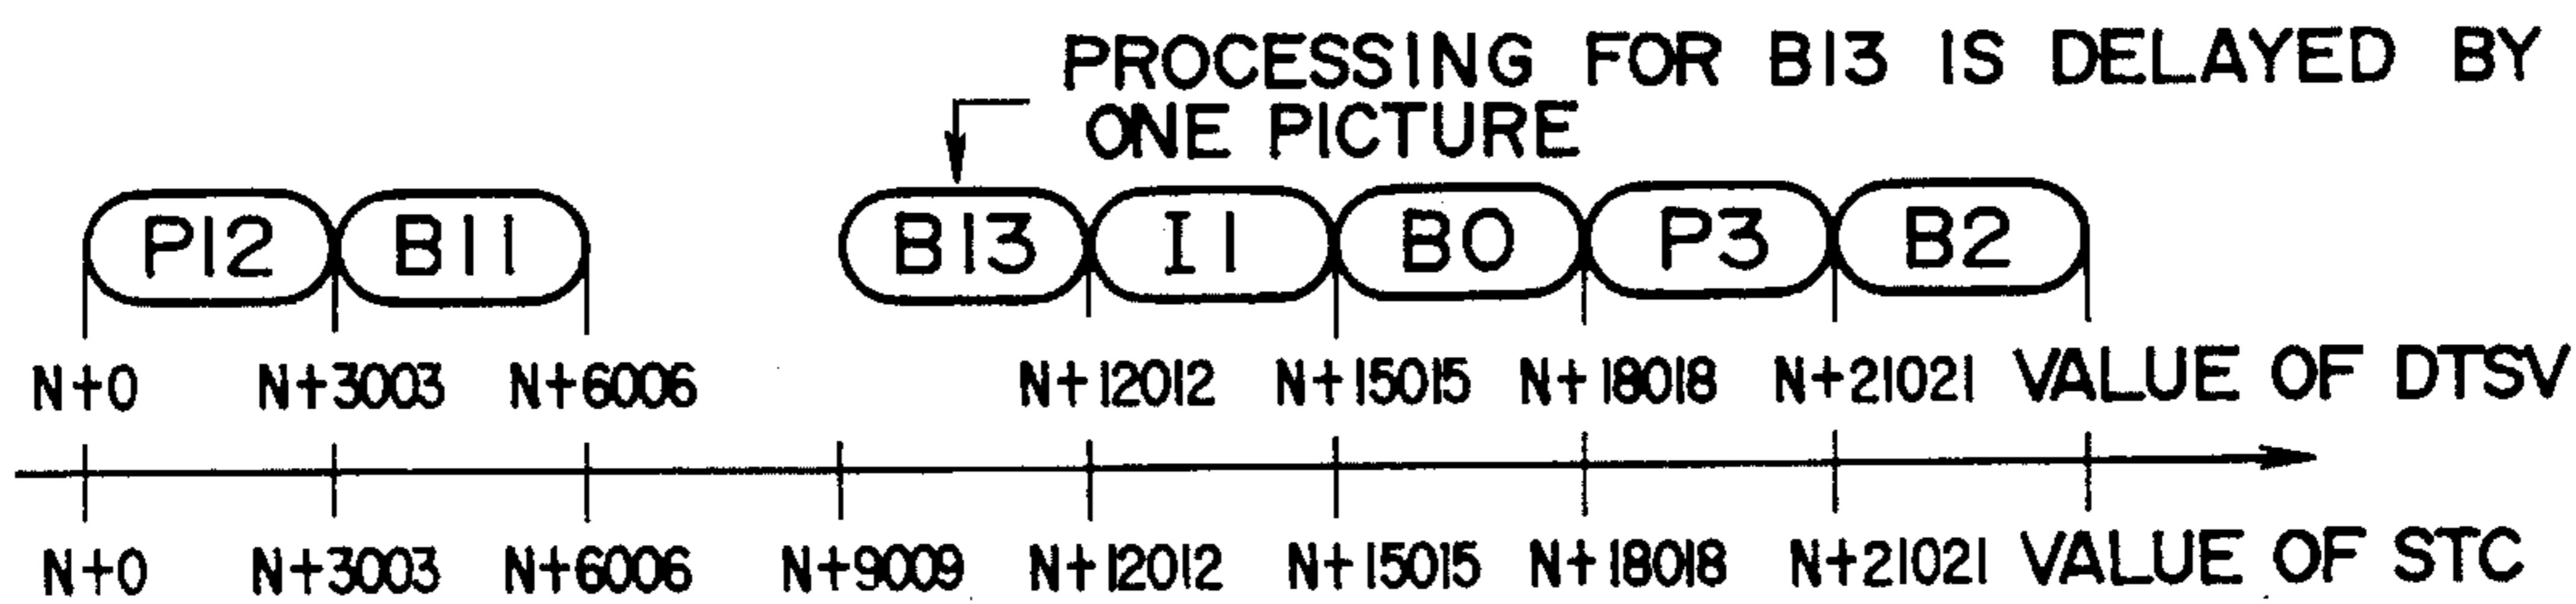 PROCESSING FOR B13 IS DELAYED BY
ONE PICTURE
P12 B11 B13 I1 B0 P3 B2
N+0 N+3003 N+6006 N+12012 N+15015 N+18018 N+21021 VALUE OF DTSV
N+0 N+3003 N+6006 N+9009 N+12012 N+15015 N+18018 N+21021 VALUE OF STC